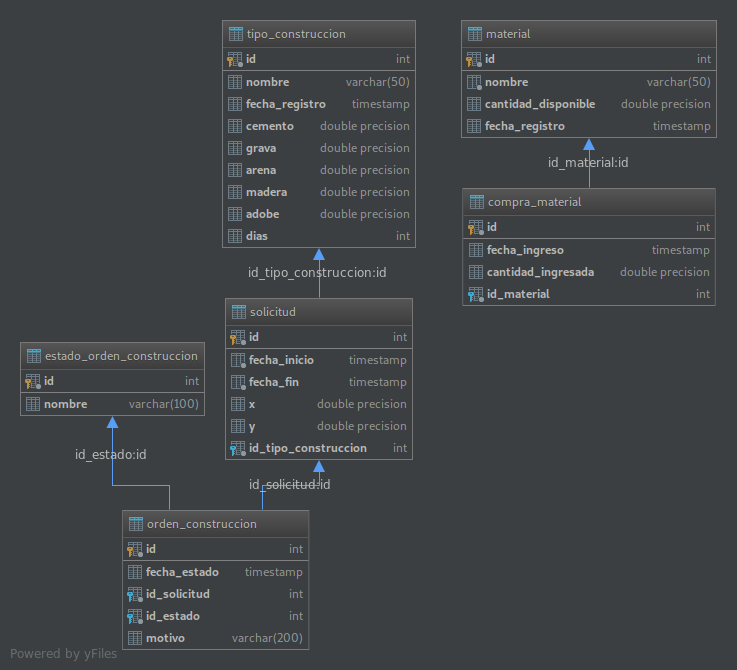 tipo_construccion
id int
nombre varchar(50)
fecha_registro timestamp
cemento double precision
grava double precision
arena double precision
madera double precision
adobe double precision
dias int
material
id int
nombre varchar(50)
cantidad_disponible double precision
fecha_registro timestamp
id_material:id
compra_material
id int
fecha_ingreso timestamp
cantidad_ingresada double precision
id_material int
id_tipo_construccion:id
solicitud
id int
fecha_inicio timestamp
fecha_fin timestamp
x double precision
y double precision
id_tipo_construccion int
estado_orden_construccion
id int
nombre varchar(100)
id_estado:id
id_solicitud:id
orden_construccion
id int
fecha_estado timestamp
id_solicitud int
id_estado int
motivo varchar(200)
Powered by yFiles